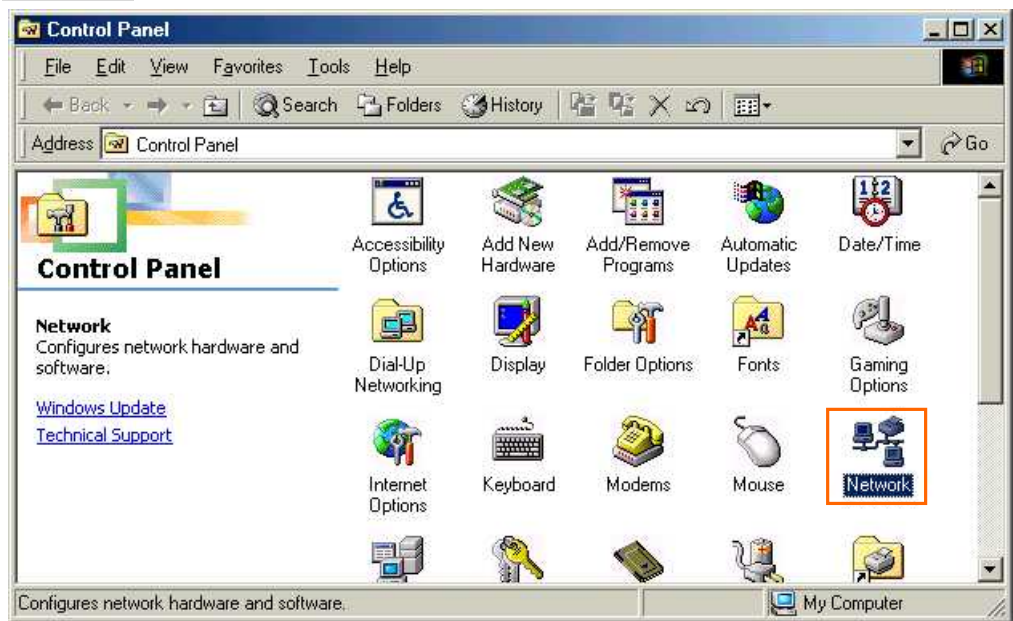 Control Panel
File Edit View Favorites Tools Help
Back Search Folders History
Address Control Panel Go
Control Panel
Network
Configures network hardware and
software.
Windows Update
Technical Support
Accessibility
Options
Add New
Hardware
Add/Remove
Programs
Automatic
Updates
Date/Time
Dial-Up
Networking
Display
Folder Options
Fonts
Gaming
Options
Internet
Options
Keyboard
Modems
Mouse
Network
Configures network hardware and software.
My Computer